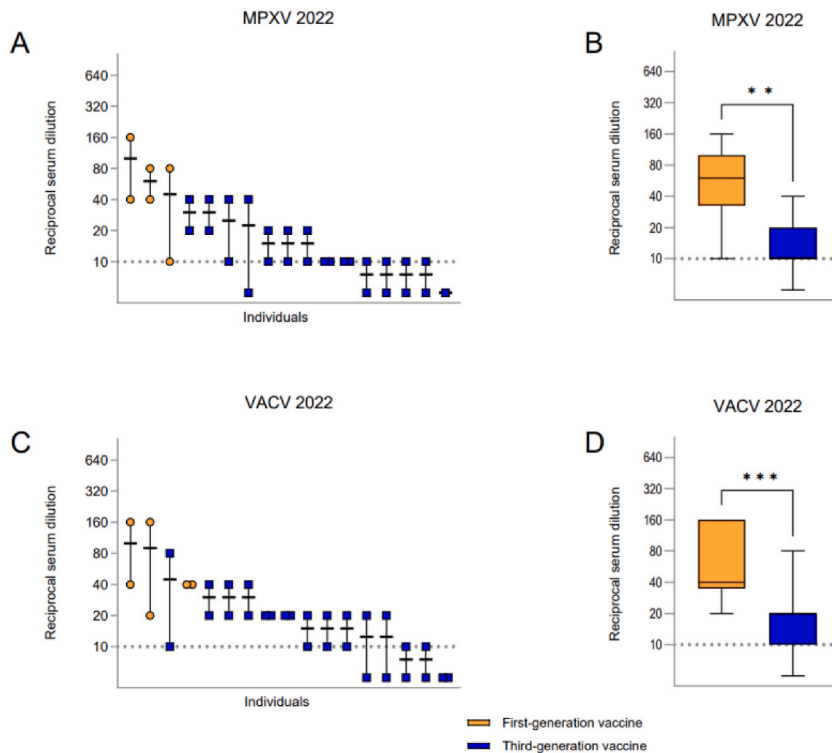 MPXV 2022
A
Reciprocal serum dilution
640
320
160
80
40
20
10
Individuals
MPXV 2022
B
Reciprocal serum dilution
640
320
160
80
40
20
10
**
VACV 2022
C
Reciprocal serum dilution
640
320
160
80
40
20
10
Individuals
VACV 2022
D
Reciprocal serum dilution
640
320
160
80
40
20
10
***
First-generation vaccine
Third-generation vaccine